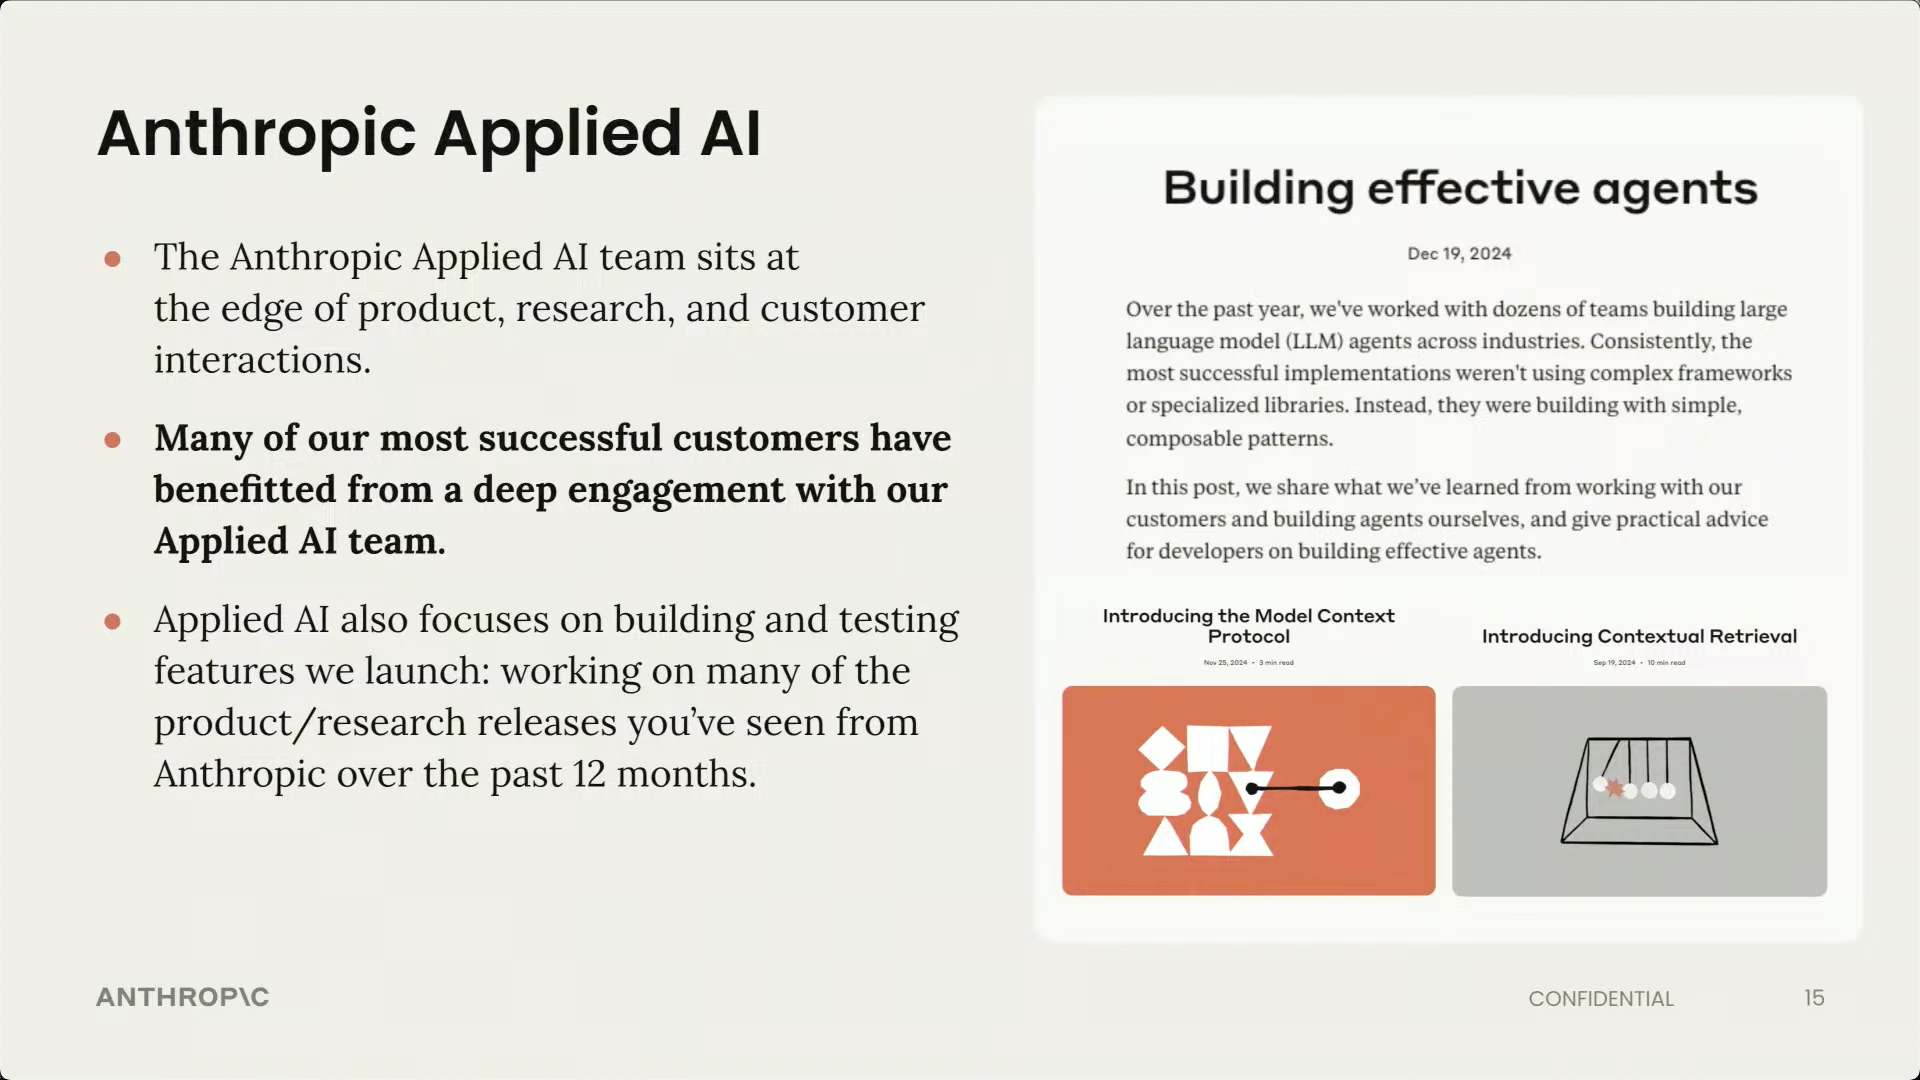 Anthropic Applied AI
The Anthropic Applied AI team sits at
the edge of product, research, and customer
interactions.
Many of our most successful customers have
benefitted from a deep engagement with our
Applied AI team.
Applied AI also focuses on building and testing
features we launch: working on many of the
product/research releases you’ve seen from
Anthropic over the past 12 months.
Building effective agents
Dec 19, 2024
Over the past year, we've worked with dozens of teams building large
language model (LLM) agents across industries. Consistently, the
most successful implementations weren't using complex frameworks
or specialized libraries. Instead, they were building with simple,
composable patterns.
In this post, we share what we’ve learned from working with our
customers and building agents ourselves, and give practical advice
for developers on building effective agents.
Introducing the Model Context
Protocol
Nov 25, 2024 • 3 min read
Introducing Contextual Retrieval
Sep 19, 2024 • 10 min read
ANTHROP\C
CONFIDENTIAL
15